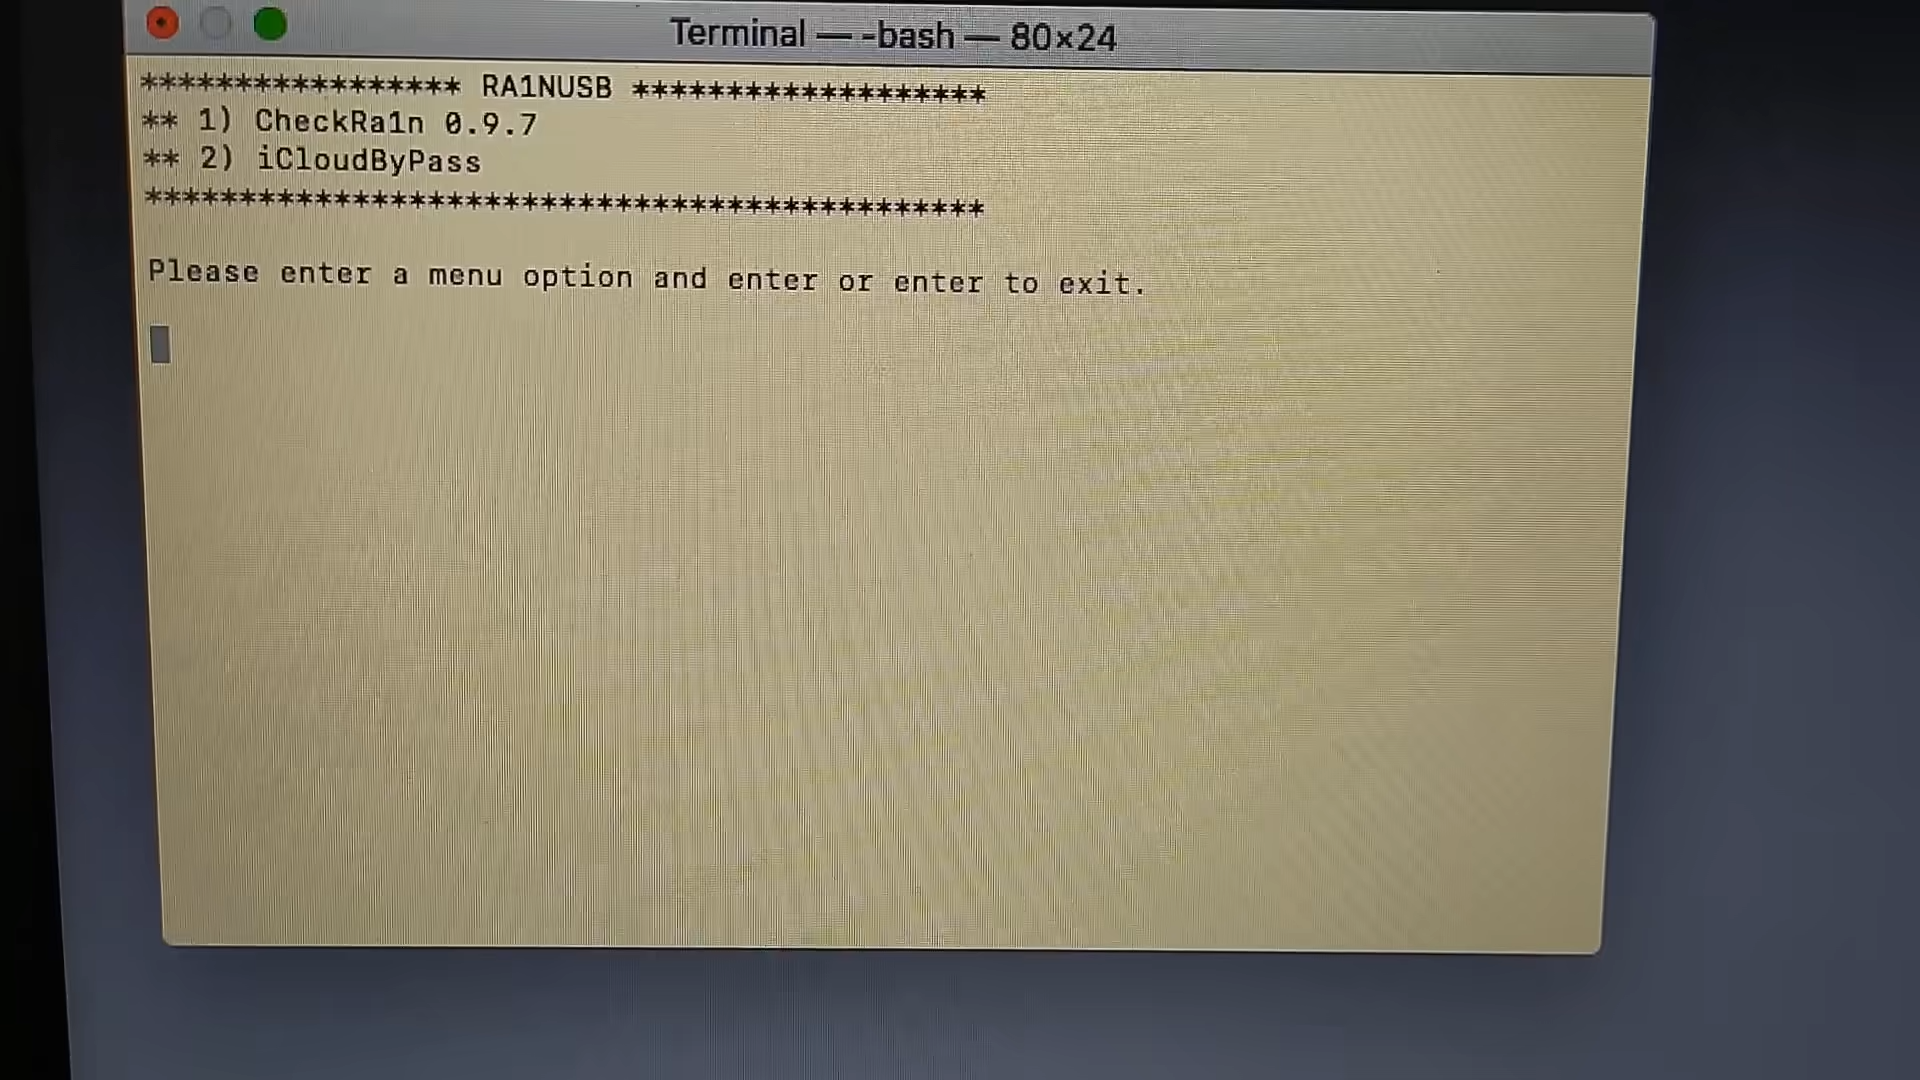 Terminal — -bash — 80×24
***************** RA1NUSB *******************
** 1) CheckRa1n 0.9.7
** 2) iCloudByPass
*********************************************
Please enter a menu option and enter or enter to exit.